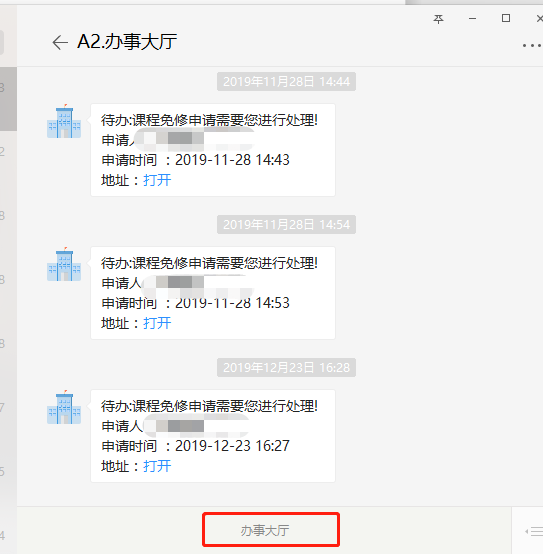 A2.办事大厅
2019年11月28日 14:44
待办:课程免修申请需要您进行处理!
申请人
申请时间 ：2019-11-28 14:43
地址：打开
2019年11月28日 14:54
待办:课程免修申请需要您进行处理!
申请人
申请时间 ：2019-11-28 14:53
地址：打开
2019年12月23日 16:28
待办:课程免修申请需要您进行处理!
申请人
申请时间 ：2019-12-23 16:27
地址：打开
办事大厅